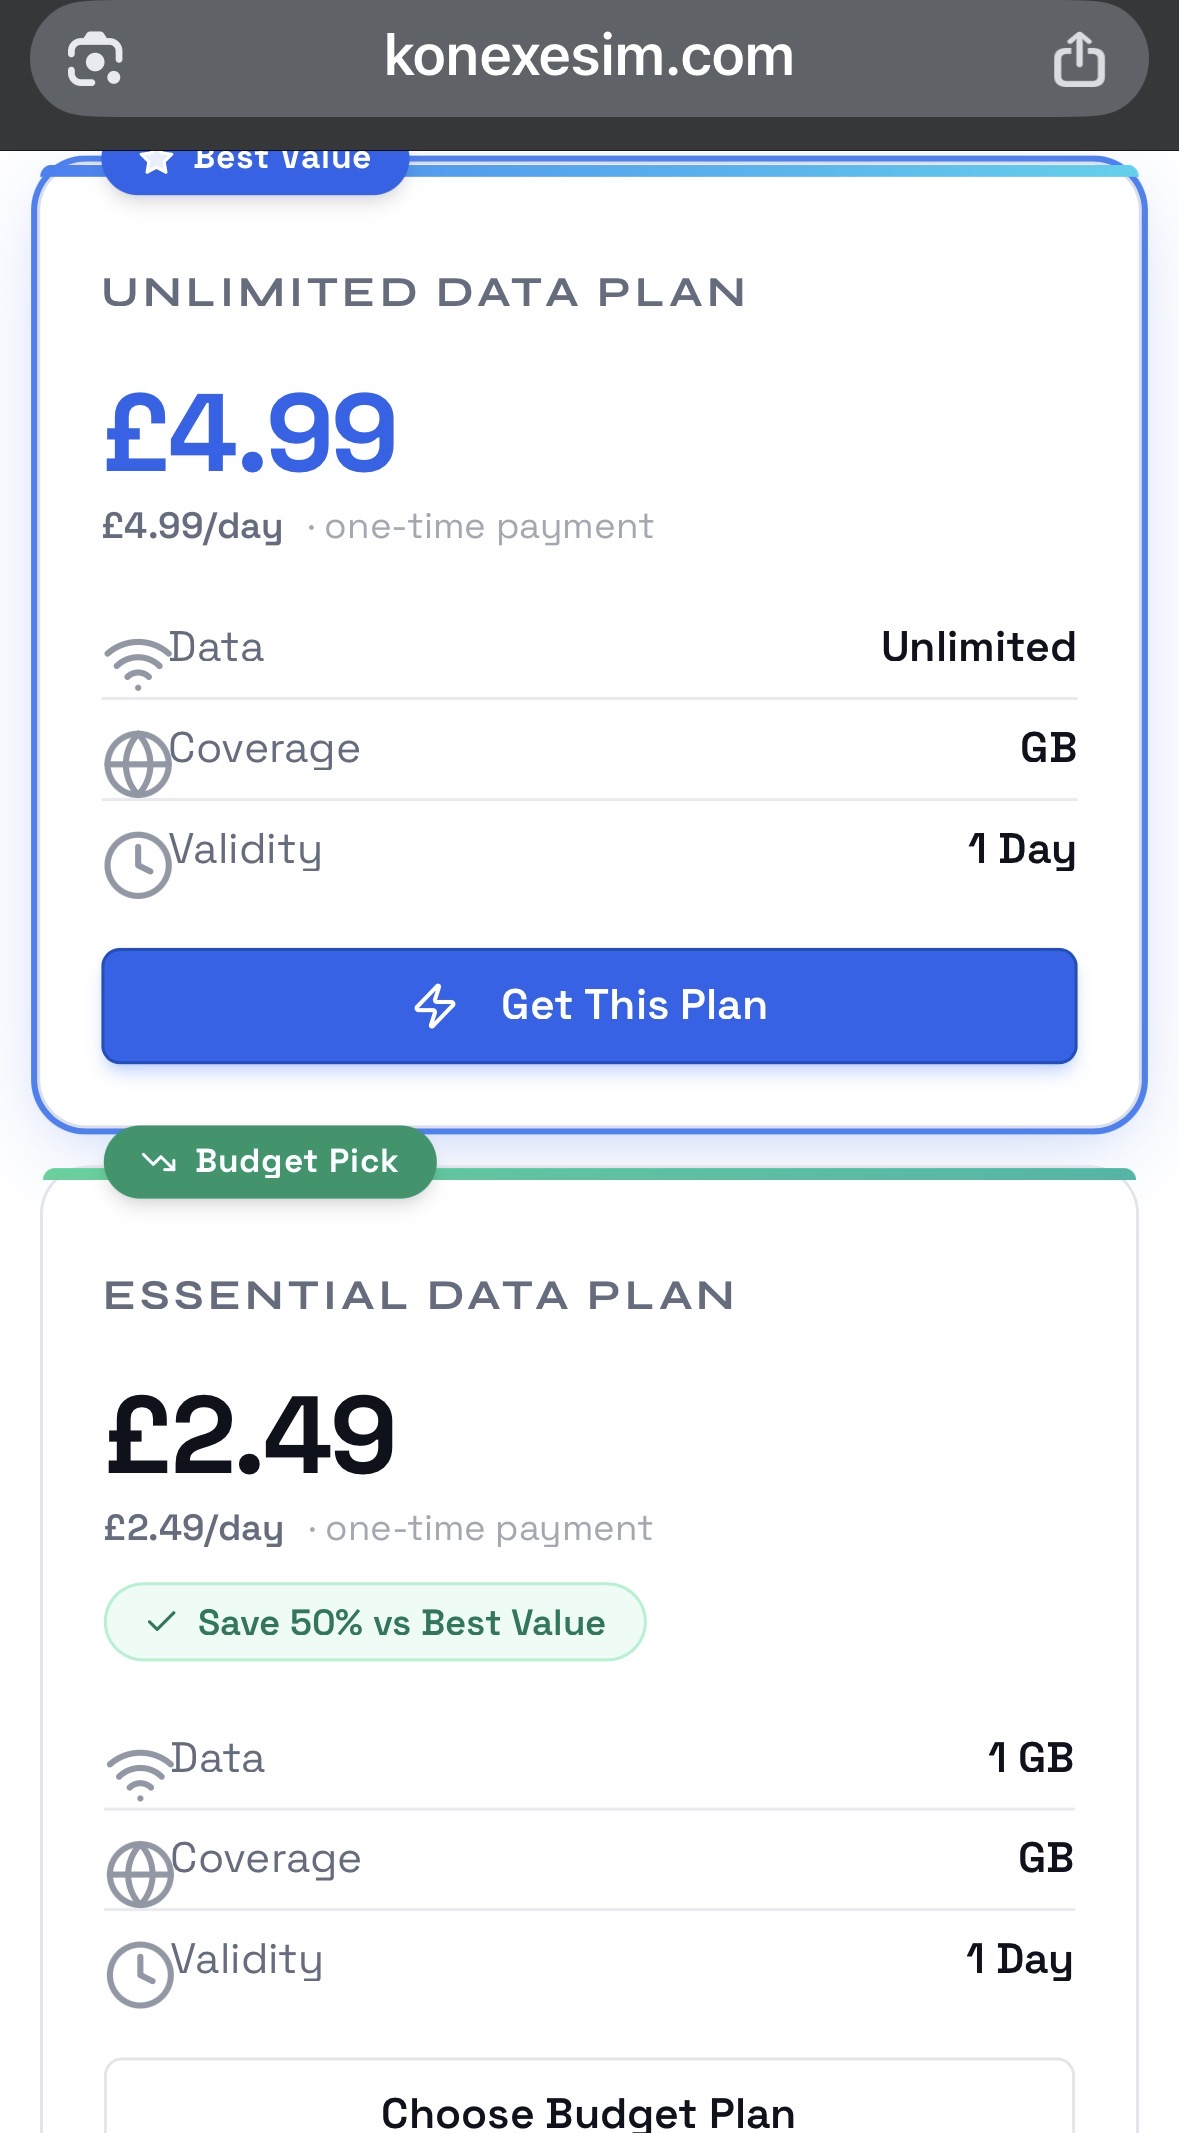 konexesim.com
Best Value
UNLIMITED DATA PLAN
£4.99
£4.99/day · one-time payment
Data Unlimited
Coverage GB
Validity 1 Day
Get This Plan
Budget Pick
ESSENTIAL DATA PLAN
£2.49
£2.49/day · one-time payment
Save 50% vs Best Value
Data 1 GB
Coverage GB
Validity 1 Day
Choose Budget Plan